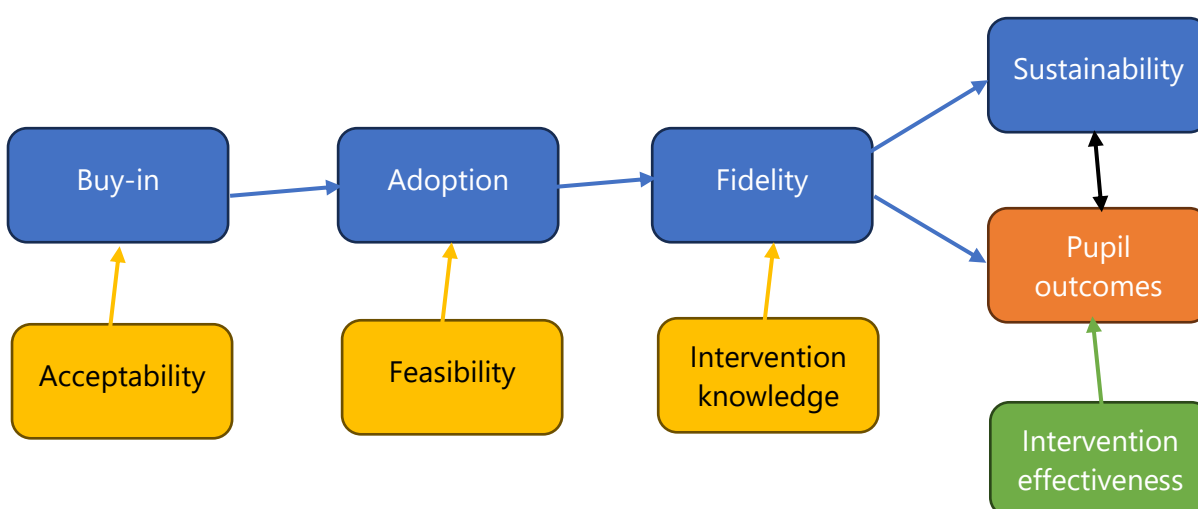 Sustainability
Buy-in
Adoption
Fidelity
Pupil
outcomes
Acceptability
Feasibility
Intervention
knowledge
Intervention
effectiveness